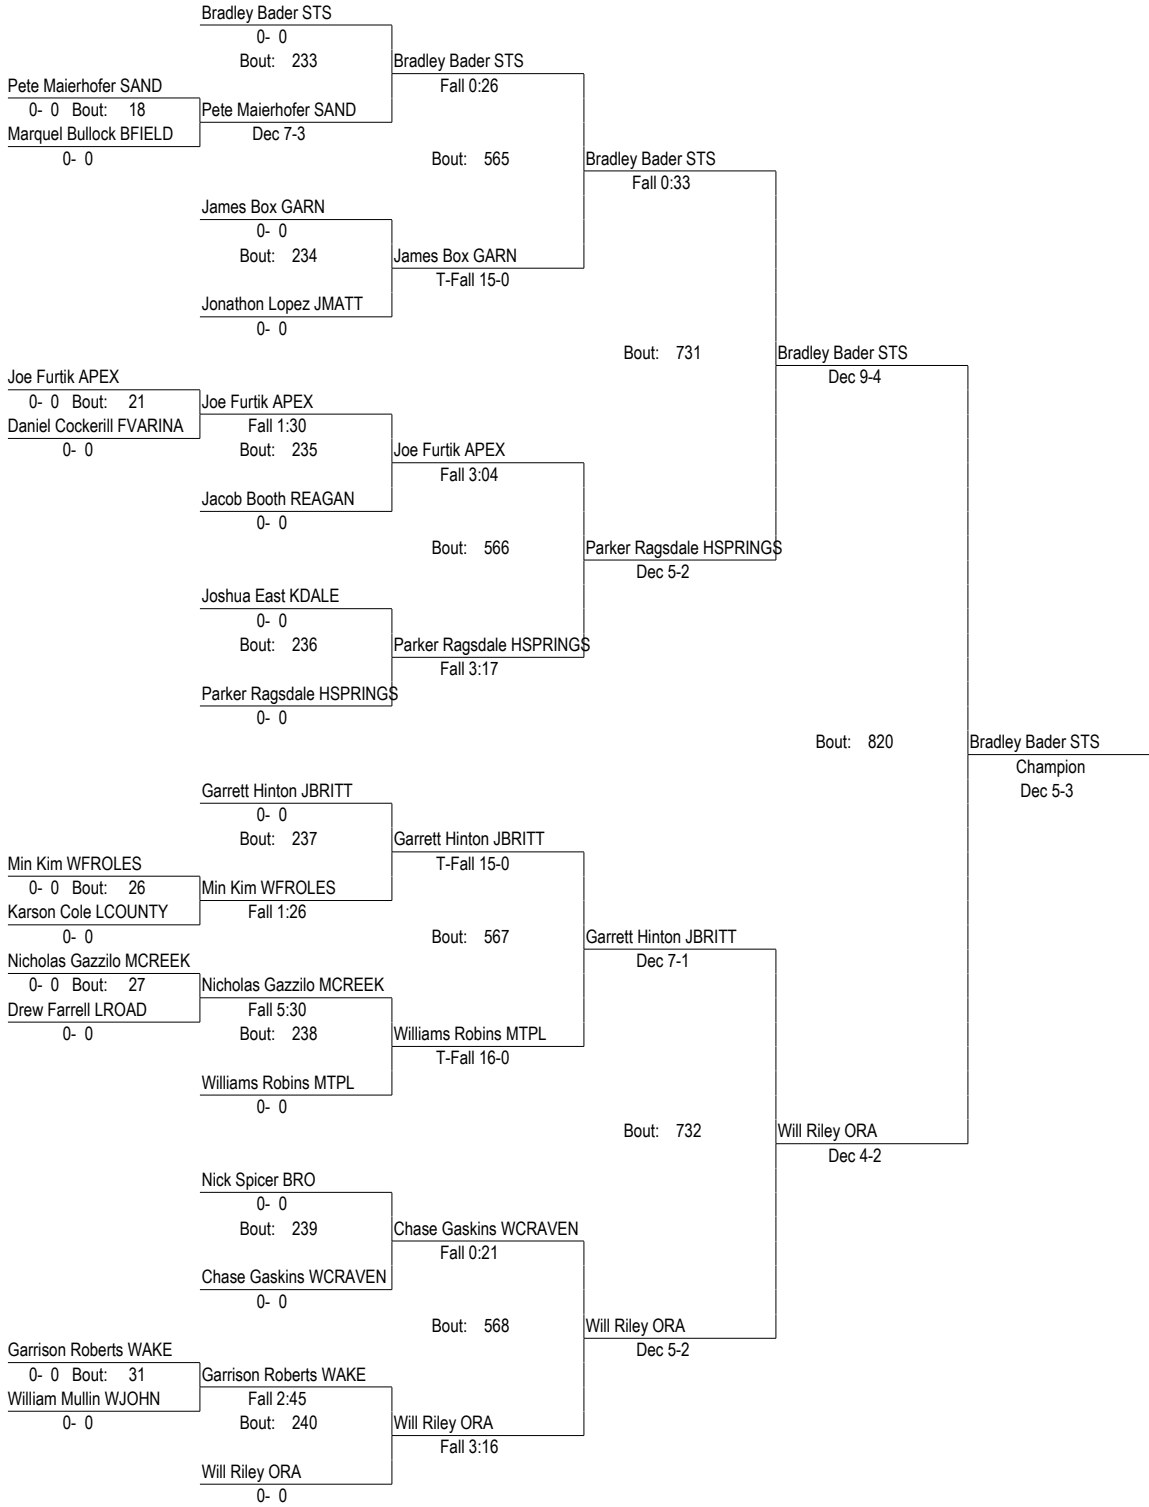 Bradley Bader STS
0- 0
Bout: 233
Bradley Bader STS
Fall 0:26
Pete Maierhofer SAND
0- 0 Bout: 18
Pete Maierhofer SAND
Marquel Bullock BFIELD
Dec 7-3
0- 0
Bout: 565
Bradley Bader STS
Fall 0:33
James Box GARN
0- 0
Bout: 234
James Box GARN
T-Fall 15-0
Jonathon Lopez JMATT
0- 0
Bout: 731
Bradley Bader STS
Dec 9-4
Joe Furtik APEX
0- 0 Bout: 21
Joe Furtik APEX
Daniel Cockerill FVARINA
Fall 1:30
0- 0
Bout: 235
Joe Furtik APEX
Fall 3:04
Jacob Booth REAGAN
0- 0
Bout: 566
Parker Ragsdale HSPRINGS
Dec 5-2
Joshua East KDALE
0- 0
Bout: 236
Parker Ragsdale HSPRINGS
Fall 3:17
Parker Ragsdale HSPRINGS
0- 0
Bout: 820
Bradley Bader STS
Champion
Dec 5-3
Garrett Hinton JBRITT
0- 0
Bout: 237
Garrett Hinton JBRITT
T-Fall 15-0
Min Kim WFROLES
0- 0 Bout: 26
Min Kim WFROLES
Karson Cole LCOUNTY
Fall 1:26
0- 0
Bout: 567
Garrett Hinton JBRITT
Dec 7-1
Nicholas Gazzilo MCREEK
0- 0 Bout: 27
Nicholas Gazzilo MCREEK
Drew Farrell LROAD
Fall 5:30
0- 0
Bout: 238
Williams Robins MTPL
T-Fall 16-0
Williams Robins MTPL
0- 0
Bout: 732
Will Riley ORA
Dec 4-2
Nick Spicer BRO
0- 0
Bout: 239
Chase Gaskins WCRAVEN
Fall 0:21
Chase Gaskins WCRAVEN
0- 0
Bout: 568
Will Riley ORA
Dec 5-2
Garrison Roberts WAKE
0- 0 Bout: 31
Garrison Roberts WAKE
William Mullin WJOHN
Fall 2:45
0- 0
Bout: 240
Will Riley ORA
Fall 3:16
Will Riley ORA
0- 0